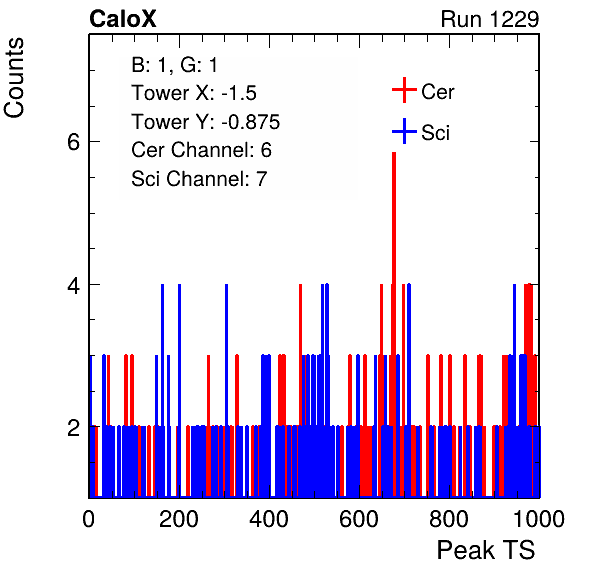 CaloX Run 1229
Counts
B: 1, G: 1
Tower X: -1.5
Tower Y: -0.875
Cer Channel: 6
Sci Channel: 7
Cer
Sci
6
4
2
0 200 400 600 800 1000
Peak TS